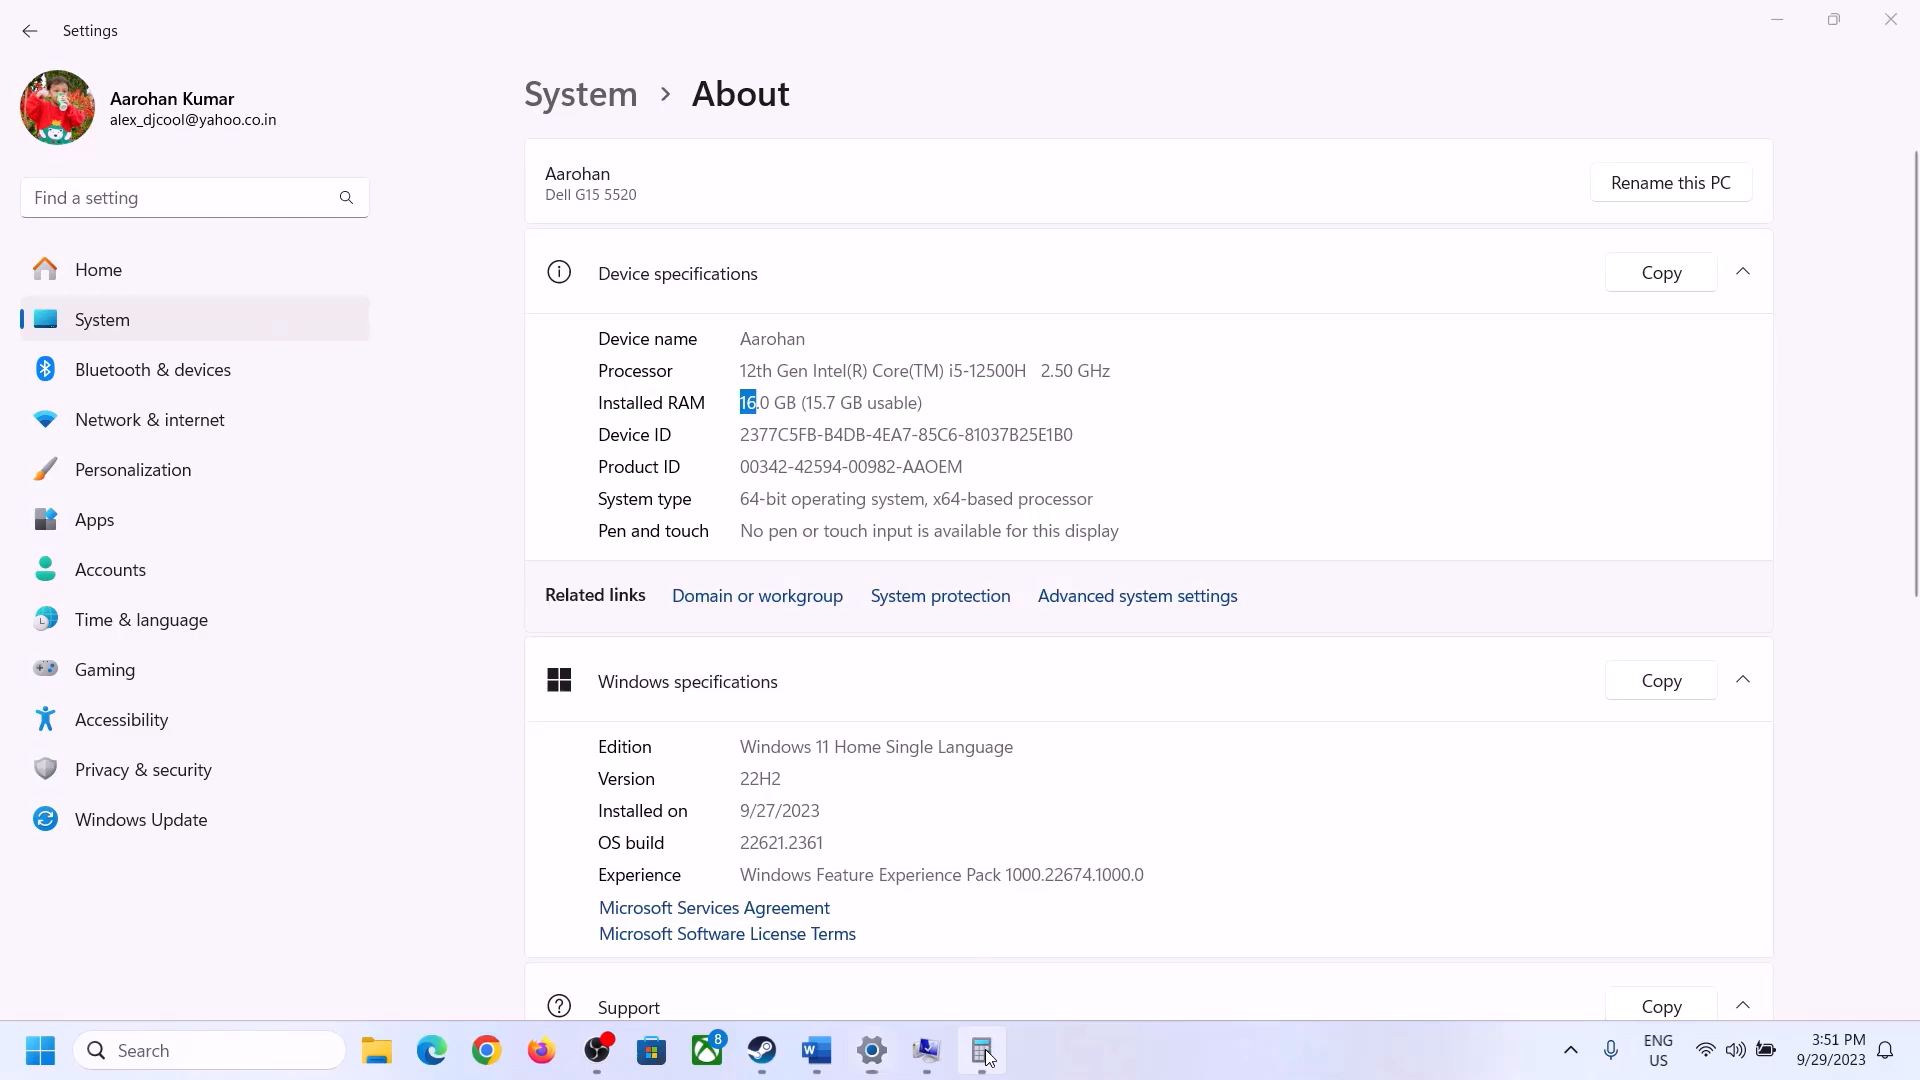 Settings
Aarohan Kumar
alex_djcool@yahoo.co.in
Find a setting
Home
System
Bluetooth & devices
Network & internet
Personalization
Apps
Accounts
Time & language
Gaming
Accessibility
Privacy & security
Windows Update
System > About
Aarohan
Dell G15 5520
Rename this PC
Device specifications
Copy
Device name Aarohan
Processor 12th Gen Intel(R) Core(TM) i5-12500H 2.50 GHz
Installed RAM 16.0 GB (15.7 GB usable)
Device ID 2377C5FB-B4DB-4EA7-85C6-81037B25E1B0
Product ID 00342-42594-00982-AAOEM
System type 64-bit operating system, x64-based processor
Pen and touch No pen or touch input is available for this display
Related links Domain or workgroup System protection Advanced system settings
Windows specifications
Copy
Edition Windows 11 Home Single Language
Version 22H2
Installed on 9/27/2023
OS build 22621.2361
Experience Windows Feature Experience Pack 1000.22674.1000.0
Microsoft Services Agreement
Microsoft Software License Terms
Support
Copy
Search
8
ENG
US
3:51 PM
9/29/2023